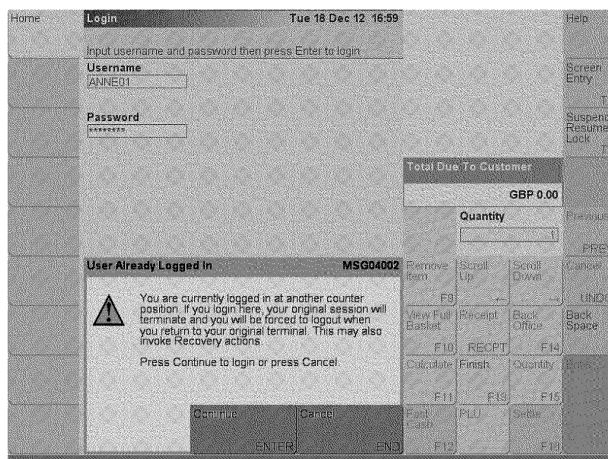 Home
Login
Tue 18 Dec 12 16:59
Help
Input username and password then press Enter to login
Username
ANNE01
Screen
Entry
Password
********
Suspend
Resume
Lock
Total Due To Customer
GBP 0.00
Quantity
1
Previous
PREV
User Already Logged In
MSG04002
You are currently logged in at another counter
position. If you login here, your original session will
terminate and you will be forced to logout when
you return to your original terminal. This may also
invoke Recovery actions.
Press Continue to login or press Cancel.
Continue
ENTER
Cancel
END
Remove
Item
F9
Scroll
Up
←
Scroll
Down
→
Cancel
UNDO
View Full
Basket
F10
Receipt
RECPT
Back
Office
F14
Back
Space
Calculate
F11
Finish
F13
Quantity
F15
Enter
Fast
Cash
F12
PLU
Settle